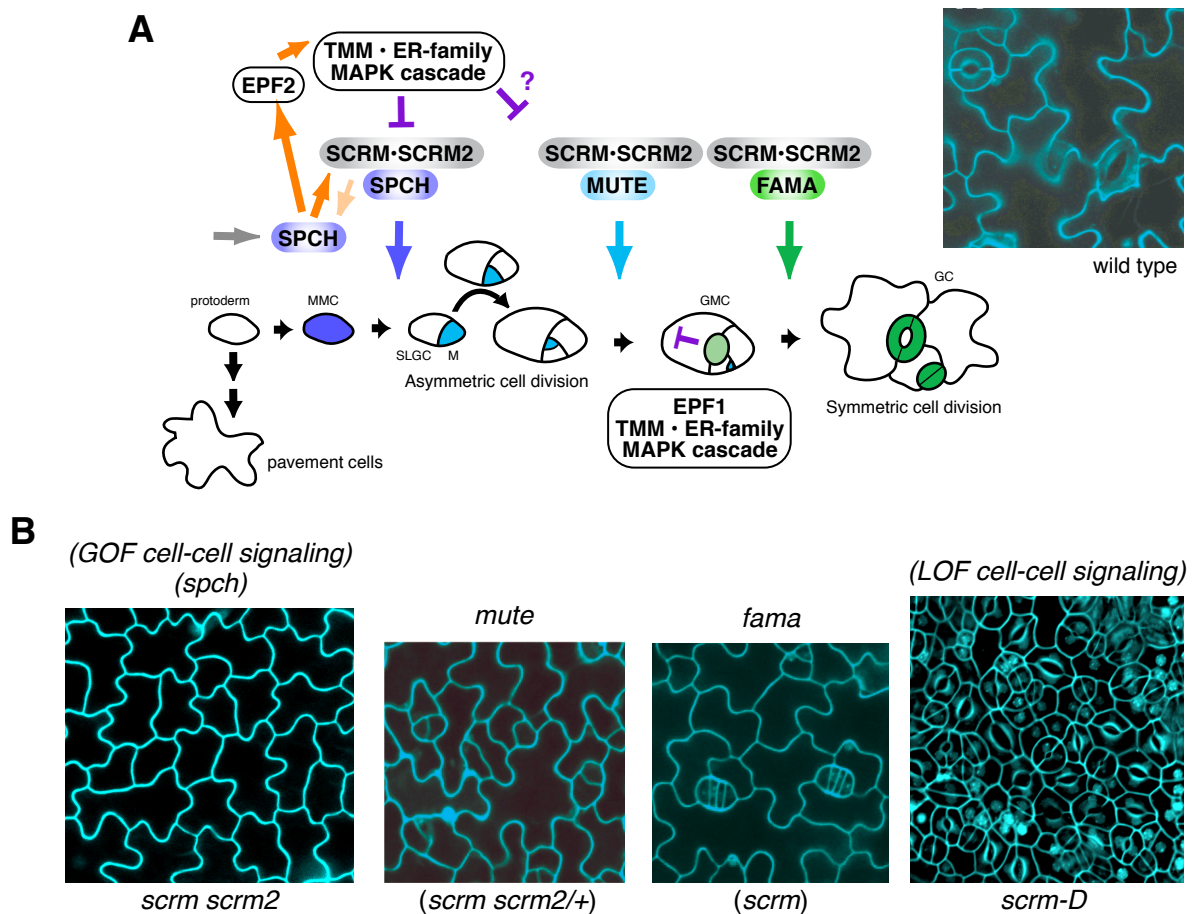 A
TMM • ER-family
MAPK cascade
EPF2
?
SCRM•SCRM2
SPCH
SCRM•SCRM2
MUTE
SCRM•SCRM2
FAMA
SPCH
wild type
protoderm
MMC
SLGC
M
Asymmetric cell division
GMC
GC
EPF1
TMM • ER-family
MAPK cascade
Symmetric cell division
pavement cells
B
(GOF cell-cell signaling)
(spch)
mute
fama
(LOF cell-cell signaling)
scrm scrm2
(scrm scrm2/+)
(scrm)
scrm-D